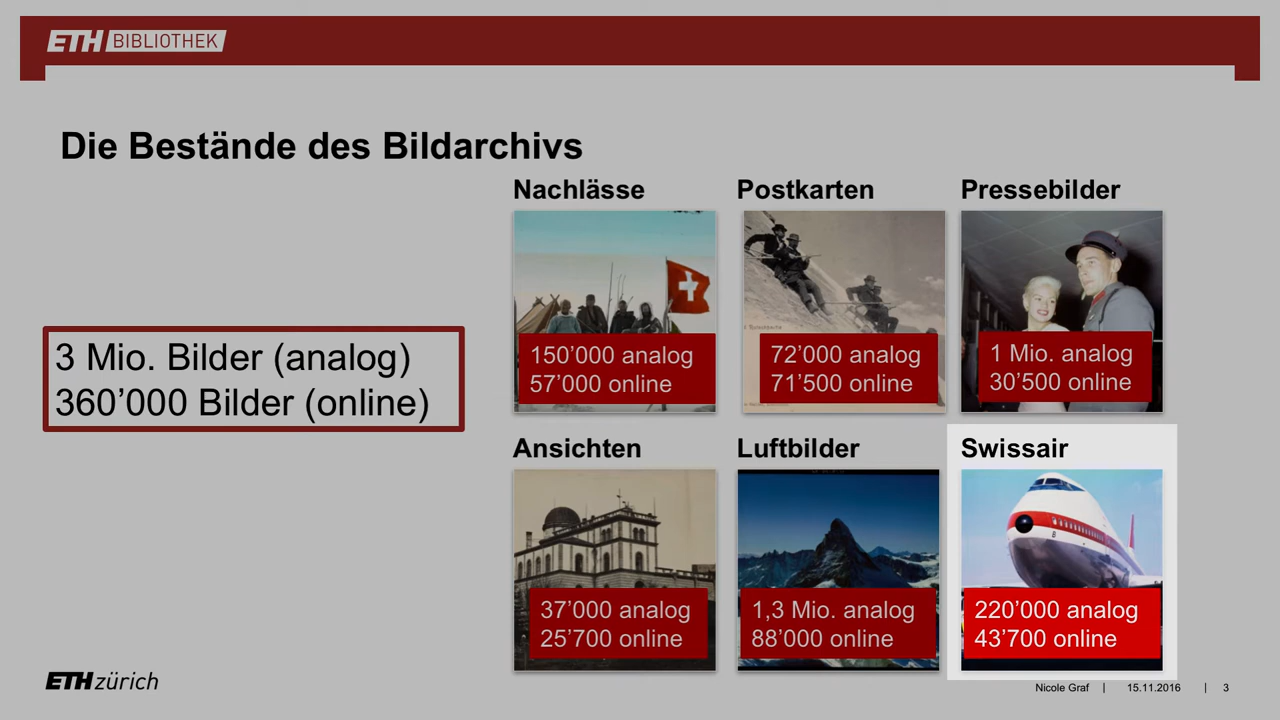 ETH BIBLIOTHEK
Die Bestände des Bildarchivs
Nachlässe
Postkarten
Pressebilder
150’000 analog
57’000 online
72’000 analog
71’500 online
1 Mio. analog
30’500 online
3 Mio. Bilder (analog)
360’000 Bilder (online)
Ansichten
Luftbilder
Swissair
37’000 analog
25’700 online
1,3 Mio. analog
88’000 online
220’000 analog
43’700 online
ETH zürich
Nicole Graf | 15.11.2016 | 3